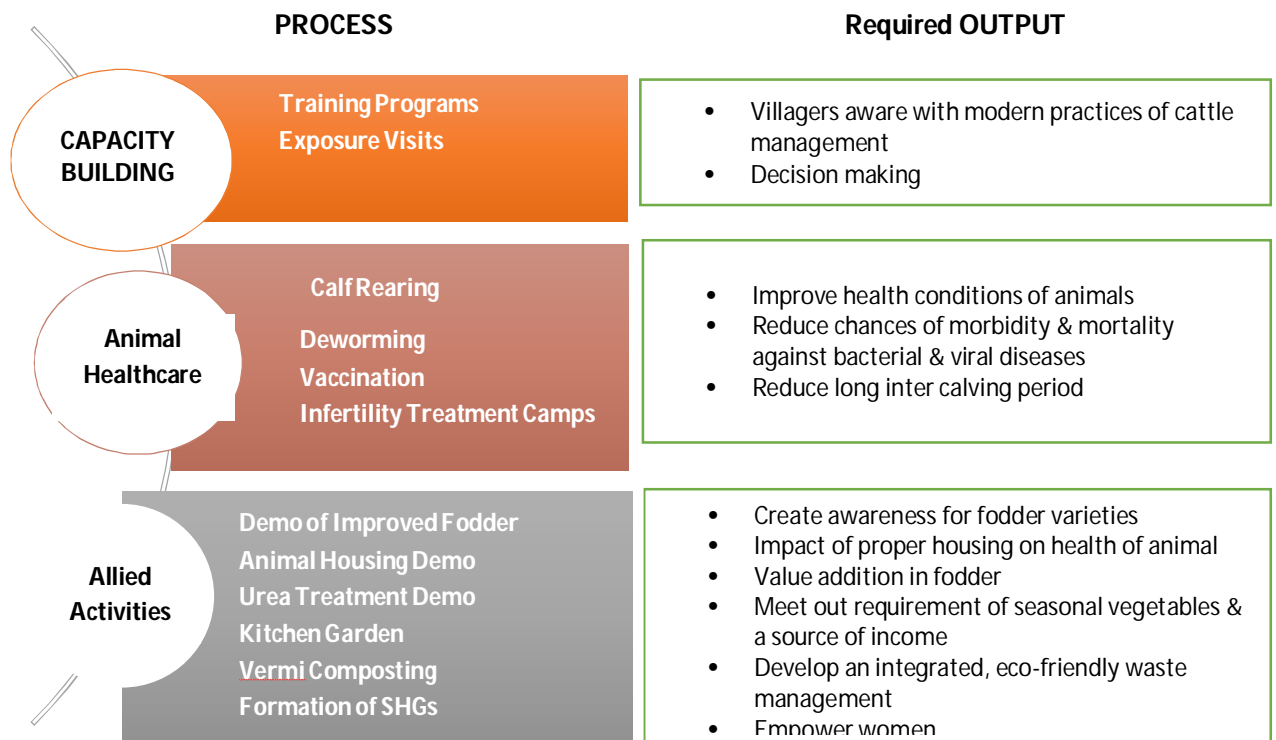 PROCESS
Required OUTPUT
CAPACITY
BUILDING
Training Programs
Exposure Visits
• Villagers aware with modern practices of cattle
management
• Decision making
Animal
Healthcare
Calf Rearing
Deworming
Vaccination
Infertility Treatment Camps
• Improve health conditions of animals
• Reduce chances of morbidity & mortality
against bacterial & viral diseases
• Reduce long inter calving period
Allied
Activities
Demo of Improved Fodder
Animal Housing Demo
Urea Treatment Demo
Kitchen Garden
Vermi Composting
Formation of SHGs
• Create awareness for fodder varieties
• Impact of proper housing on health of animal
• Value addition in fodder
• Meet out requirement of seasonal vegetables &
a source of income
• Develop an integrated, eco-friendly waste
management
• Empower women